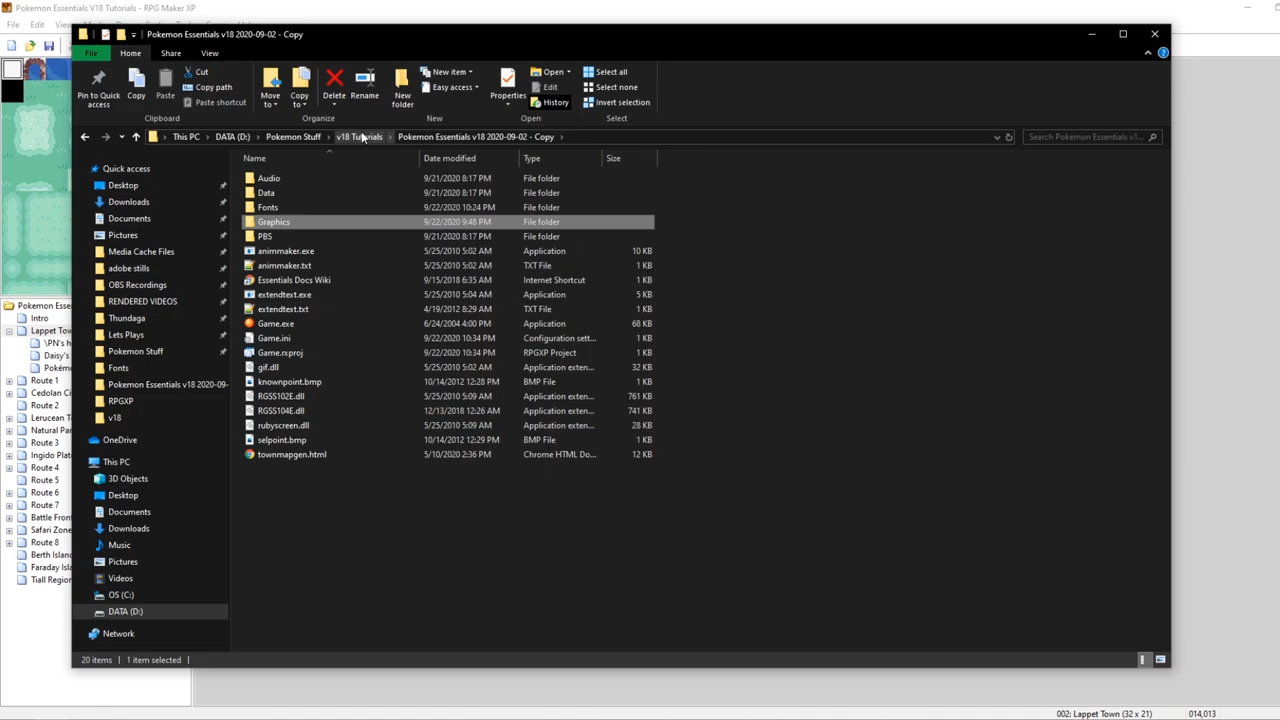 Pokemon Essentials V18 Tutorials - RPG Maker XP
File Edit
Pokemon Essentials v18 2020-09-02 - Copy
File Home Share View
Pin to Quick access
Copy
Paste
Cut
Copy path
Paste shortcut
Clipboard
Move to
Copy to
Delete
Rename
Organize
New folder
New item
Easy access
New
Properties
Open
Edit
History
Open
Select all
Select none
Invert selection
Select
This PC > DATA (D:) > Pokemon Stuff > v18 Tutorials > Pokemon Essentials v18 2020-09-02 - Copy >
Search Pokemon Essentials v1...
Name Date modified Type Size
Audio 9/21/2020 8:17 PM File folder
Data 9/21/2020 8:17 PM File folder
Fonts 9/22/2020 10:24 PM File folder
Graphics 9/22/2020 9:48 PM File folder
PBS 9/21/2020 8:17 PM File folder
animmaker.exe 5/25/2010 5:02 AM Application 10 KB
animmaker.txt 5/25/2010 5:02 AM TXT File 1 KB
Essentials Docs Wiki 9/15/2018 6:35 AM Internet Shortcut 1 KB
extendtext.exe 5/25/2010 5:04 AM Application 5 KB
extendtext.txt 4/19/2012 8:29 AM TXT File 1 KB
Game.exe 6/24/2004 4:00 PM Application 68 KB
Game.ini 9/22/2020 10:34 PM Configuration sett... 1 KB
Game.rxproj 9/22/2020 10:34 PM RPGXP Project 1 KB
gif.dll 5/25/2010 5:02 AM Application exten... 32 KB
knownpoint.bmp 10/14/2012 12:28 PM BMP File 1 KB
RGSS102E.dll 5/25/2010 5:09 AM Application exten... 761 KB
RGSS104E.dll 12/13/2018 12:26 AM Application exten... 741 KB
rubyscreen.dll 5/25/2010 5:09 AM Application exten... 28 KB
selpoint.bmp 10/14/2012 12:29 PM BMP File 1 KB
townmapgen.html 5/10/2020 2:36 PM Chrome HTML Do... 12 KB
Quick access
Desktop
Downloads
Documents
Pictures
Media Cache Files
adobe stills
OBS Recordings
RENDERED VIDEOS
Thundaga
Lets Plays
Pokemon Stuff
Fonts
Pokemon Essentials v18 2020-09-
RPGXP
v18
OneDrive
This PC
3D Objects
Desktop
Documents
Downloads
Music
Pictures
Videos
OS (C:)
DATA (D:)
Network
20 items 1 item selected
Pokemon Esse
Intro
Lappet Tow
\PN's h
Daisy's
Poké
Route 1
Cedolan Ci
Route 2
Lerucean T
Natural Par
Route 3
Ingido Plat
Route 4
Route 5
Route 6
Route 7
Battle Fron
Safari Zone
Route 8
Berth Island
Faraday Isl
Tiall Region
002: Lappet Town (32 x 21) 014,013